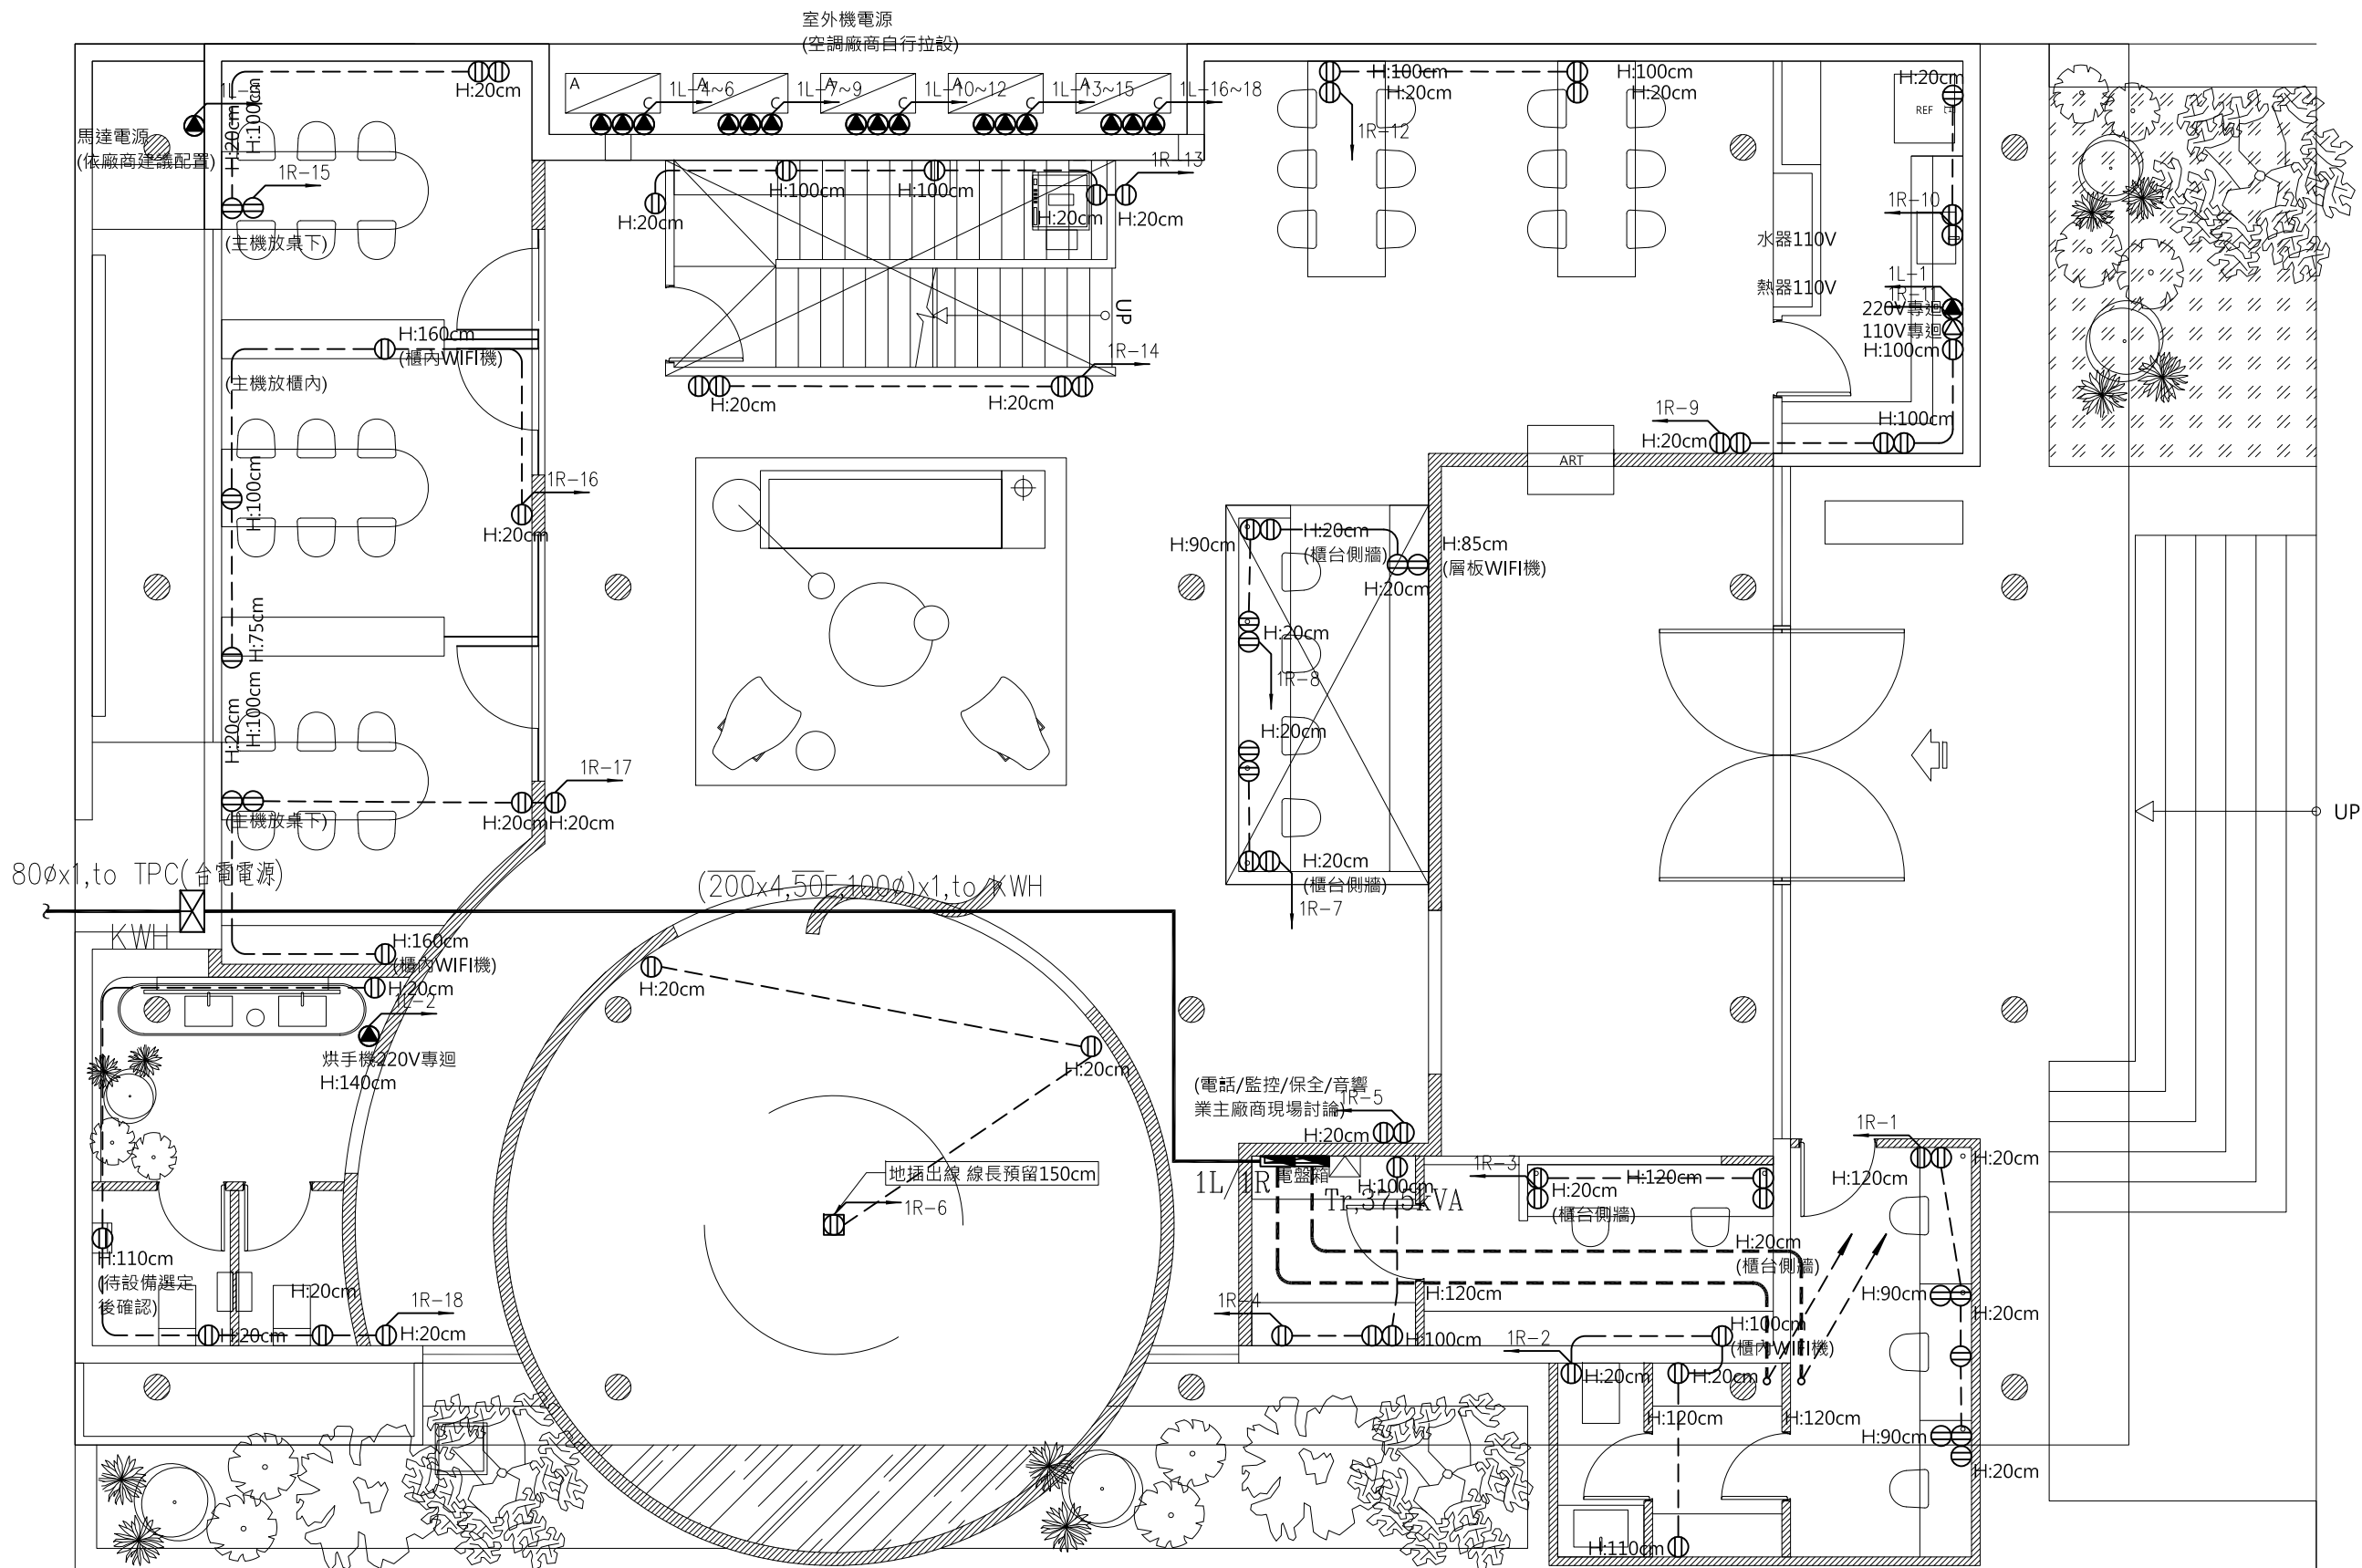 室外機電源
(空調廠商自行拉設)
A
A
A
A
A
C
C
C
C
C
1L-4~6
1L-7~9
1L-10~12
1L-13~15
1L-16~18
馬達電源
(依廠商建議配置)
H:20cm
H:100cm
H:20cm
1R-15
(主機放桌下)
H:20cm
H:100cm
H:100cm
H:20cm
H:20cm
1R-13
UP
1R-14
H:20cm
H:20cm
H:100cm
H:20cm
1R-12
H:100cm
H:20cm
H:20cm
REF
1R-10
水器110V
熱器110V
1L-1
1R-11
220V專迴
110V專迴
H:100cm
H:100cm
1R-9
H:20cm
ART
H:160cm
(櫃內WIFI機)
(主機放櫃內)
H:100cm
1R-16
H:20cm
H:75cm
H:20cm
H:100cm
1R-17
H:20cm
H:20cm
(主機放桌下)
H:90cm
H:20cm
(櫃台側牆)
H:85cm
(層板WIFI機)
H:20cm
H:20cm
1R-8
H:20cm
H:20cm
(櫃台側牆)
1R-7
UP
80øx1,to TPC(台電電源)
KWH
(200x4,50E,100ø)x1,to KWH
H:160cm
(櫃內WIFI機)
H:20cm
1L-2
烘手機220V專迴
H:140cm
H:20cm
H:20cm
地插出線 線長預留150cm
1R-6
(電話/監控/保全/音響
業主廠商現場討論)
1R-5
H:20cm
1L/1R
電盤箱
Tr,37.5kVA
H:100cm
1R-3
H:20cm
(櫃台側牆)
H:120cm
H:20cm
(櫃台側牆)
1R-1
H:120cm
H:20cm
H:90cm
H:20cm
H:90cm
H:20cm
H:110cm
(待設備選定
後確認)
H:20cm
H:20cm
1R-18
H:20cm
1R-4
H:120cm
H:100cm
1R-2
H:100cm
(櫃內WIFI機)
H:20cm
H:20cm
H:120cm
H:120cm
H:110cm